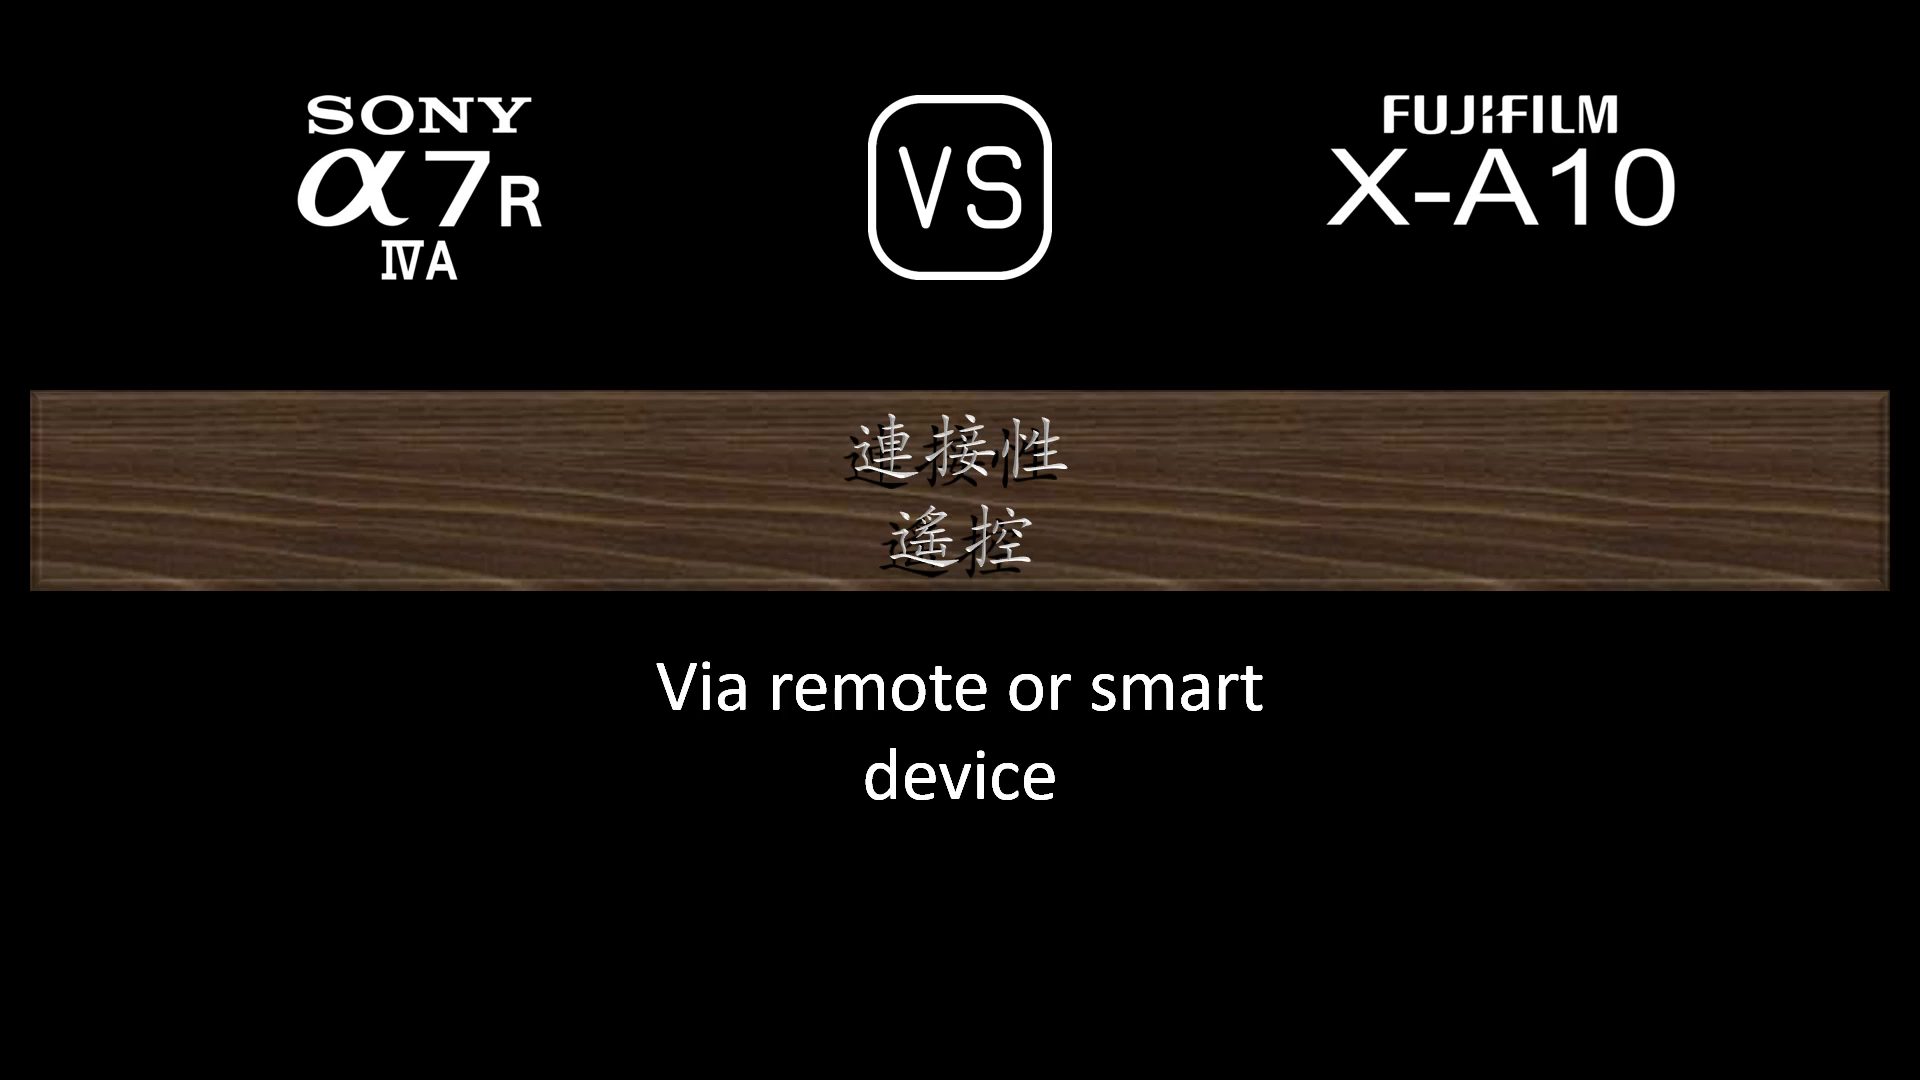 SONY
α7R
IVA
VS
FUJIFILM
X-A10
連接性
遙控
Via remote or smart
device